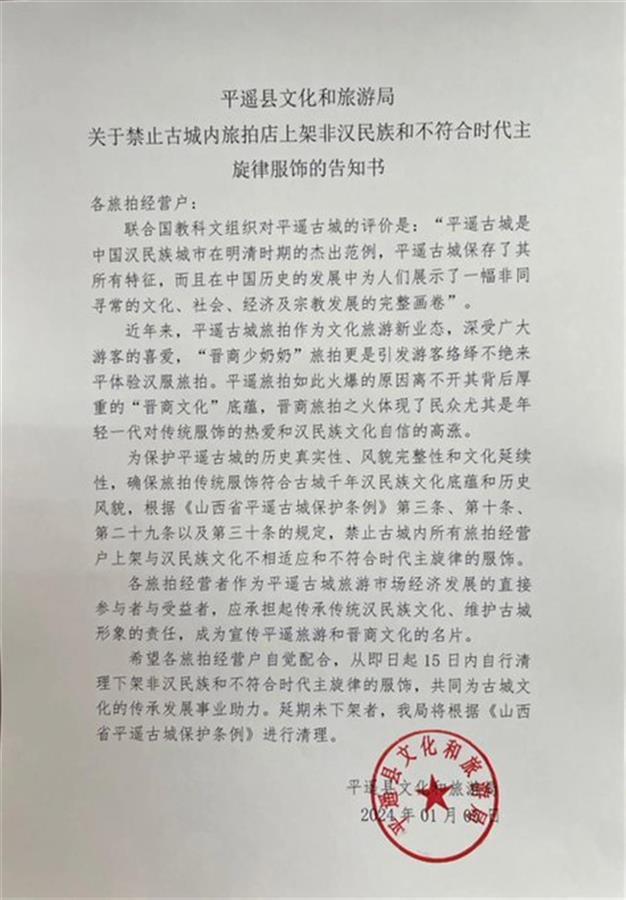 平遥县文化和旅游局
关于禁止古城内旅拍店上架非汉民族和不符合时代主
旋律服饰的告知书
各旅拍经营户：
联合国教科文组织对平遥古城的评价是：“平遥古城是
中国汉民族城市在明清时期的杰出范例，平遥古城保存了其
所有特征，而且在中国历史的发展中为人们展示了一幅非同
寻常的文化、社会、经济及宗教发展的完整画卷”。
近年来，平遥古城旅拍作为文化旅游新业态，深受广大
游客的喜爱，“晋商少奶奶”旅拍更是引发游客络绎不绝来
平体验汉服旅拍。平遥旅拍如此火爆的原因离不开其背后厚
重的“晋商文化”底蕴，晋商旅拍之火体现了民众尤其是年
轻一代对传统服饰的热爱和汉民族文化自信的高涨。
为保护平遥古城的历史真实性、风貌完整性和文化延续
性，确保旅拍传统服饰符合古城千年汉民族文化底蕴和历史
风貌，根据《山西省平遥古城保护条例》第三条、第十条、
第二十九条以及第三十条的规定，禁止古城内所有旅拍经营
户上架与汉民族文化不相适应和不符合时代主旋律的服饰。
各旅拍经营者作为平遥古城旅游市场经济发展的直接
参与者与受益者，应承担起传承传统汉民族文化、维护古城
形象的责任，成为宣传平遥旅游和晋商文化的名片。
希望各旅拍经营户自觉配合，从即日起 15 日内自行清
理下架非汉民族和不符合时代主旋律的服饰，共同为古城文
化的传承发展事业助力。延期未下架者，我局将根据《山西
省平遥古城保护条例》进行清理。
平遥县文化和旅游局
2024 年 01 月 0 日
平遥县文化和旅游局